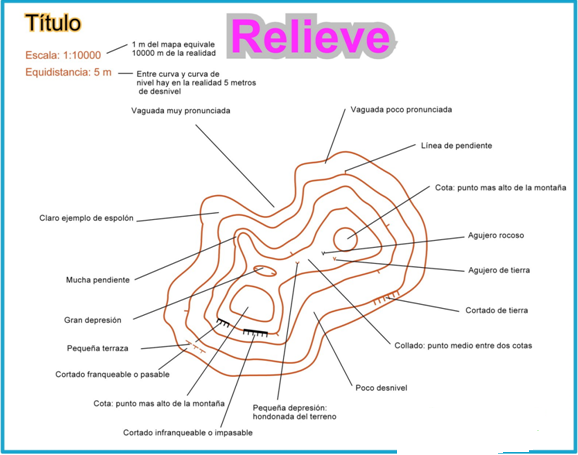 Título
Relieve
Escala: 1:10000
1 m del mapa equivale
10000 m de la realidad
Equidistancia: 5 m
Entre curva y curva de
nivel hay en la realidad 5 metros
de desnivel
Vaguada muy pronunciada
Vaguada poco pronunciada
Línea de pendiente
Cota: punto mas alto de la montaña
Claro ejemplo de espolón
Agujero rocoso
Agujero de tierra
Mucha pendiente
Cortado de tierra
Gran depresión
Collado: punto medio entre dos cotas
Pequeña terraza
Cortado franqueable o pasable
Poco desnivel
Cota: punto mas alto de la montaña
Pequeña depresión:
hondonada del terreno
Cortado infranqueable o impasable